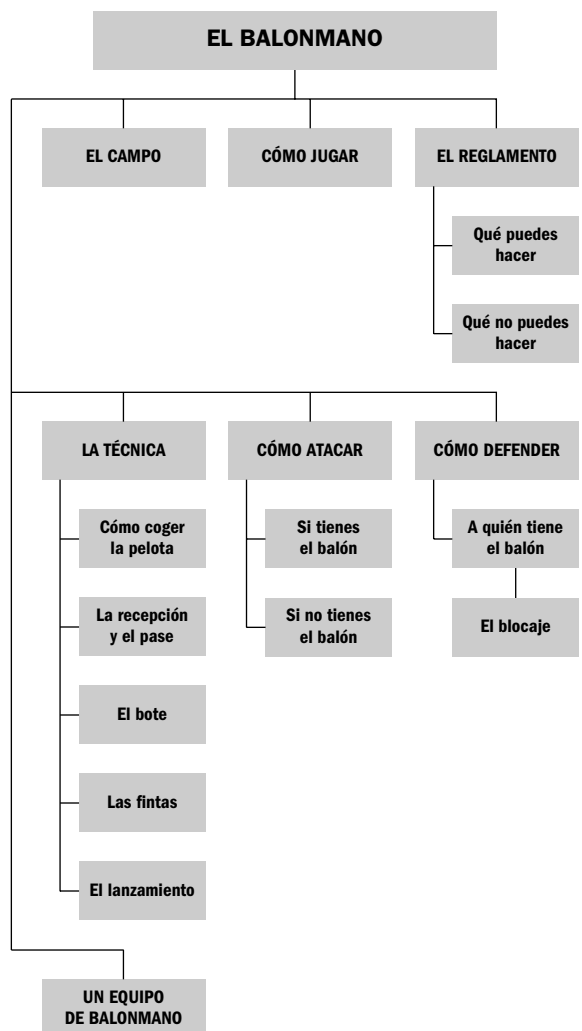 EL BALONMANO
EL CAMPO
CÓMO JUGAR
EL REGLAMENTO
Qué puedes
hacer
Qué no puedes
hacer
LA TÉCNICA
CÓMO ATACAR
CÓMO DEFENDER
Cómo coger
la pelota
Si tienes
el balón
A quién tiene
el balón
La recepción
y el pase
Si no tienes
el balón
El blocaje
El bote
Las fintas
El lanzamiento
UN EQUIPO
DE BALONMANO